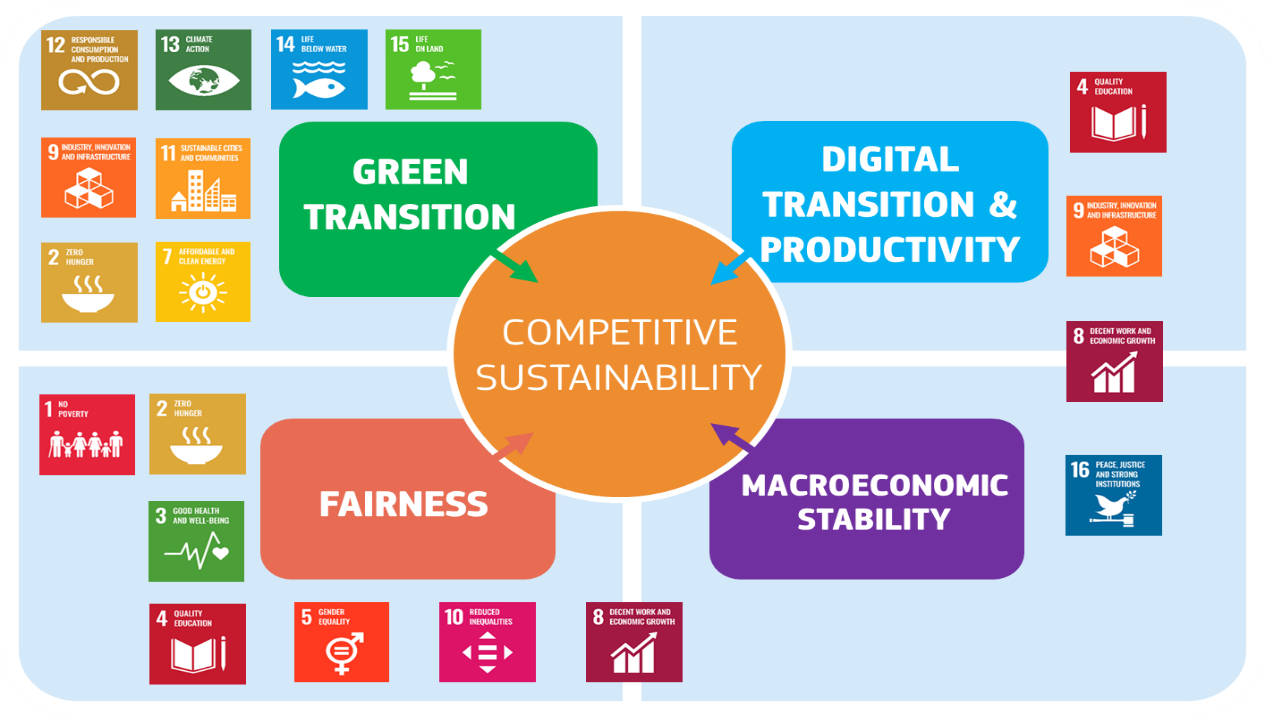 12 RESPONSIBLE
CONSUMPTION
AND PRODUCTION
13 CLIMATE
ACTION
14 LIFE
BELOW WATER
15 LIFE
ON LAND
9 INDUSTRY, INNOVATION
AND INFRASTRUCTURE
11 SUSTAINABLE CITIES
AND COMMUNITIES
2 ZERO
HUNGER
7 AFFORDABLE AND
CLEAN ENERGY
GREEN
TRANSITION
DIGITAL
TRANSITION &
PRODUCTIVITY
4 QUALITY
EDUCATION
9 INDUSTRY, INNOVATION
AND INFRASTRUCTURE
8 DECENT WORK AND
ECONOMIC GROWTH
COMPETITIVE
SUSTAINABILITY
1 NO
POVERTY
2 ZERO
HUNGER
3 GOOD HEALTH
AND WELL-BEING
FAIRNESS
4 QUALITY
EDUCATION
5 GENDER
EQUALITY
10 REDUCED
INEQUALITIES
8 DECENT WORK AND
ECONOMIC GROWTH
MACROECONOMIC
STABILITY
16 PEACE, JUSTICE
AND STRONG
INSTITUTIONS